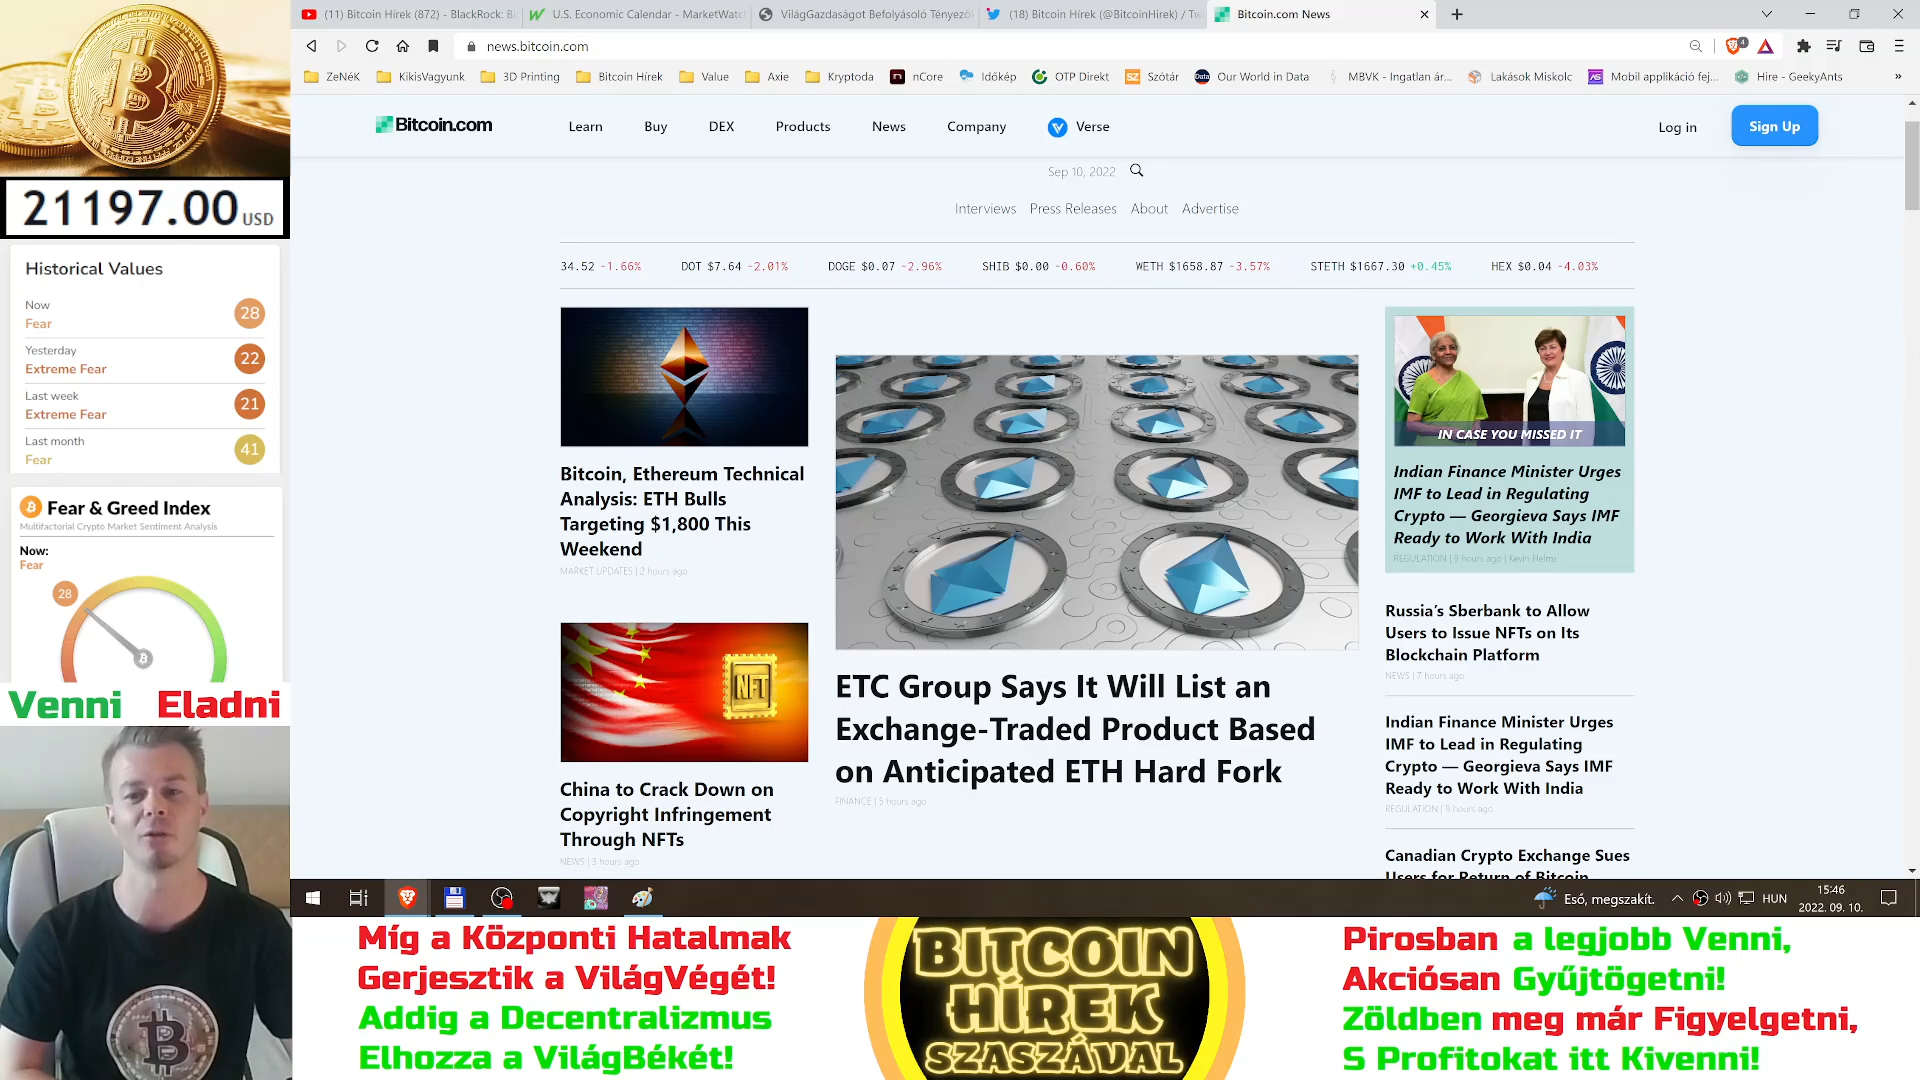 (11) Bitcoin Hírek (872) - BlackRock: Bi
U.S. Economic Calendar - MarketWatc
VilágGazdaságot Befolyásoló Tényező
(18) Bitcoin Hírek (@BitcoinHirek) / Tw
Bitcoin.com News
news.bitcoin.com
4
ZeNéK
KikisVagyunk
3D Printing
Bitcoin Hírek
Value
Axie
Kryptoda
nCore
Időkép
OTP Direkt
Szótár
Our World in Data
MBVK - Ingatlan ár...
Lakások Miskolc
Mobil applikáció fej...
Hire - GeekyAnts
»
Bitcoin.com
Learn
Buy
DEX
Products
News
Company
Verse
Log in
Sign Up
Sep 10, 2022
Interviews
Press Releases
About
Advertise
34.52 -1.66%
DOT $7.64 -2.01%
DOGE $0.07 -2.96%
SHIB $0.00 -0.60%
WETH $1658.87 -3.57%
STETH $1667.30 +0.45%
HEX $0.04 -4.03%
21197.00 USD
Historical Values
Now
Fear
28
Yesterday
Extreme Fear
22
Last week
Extreme Fear
21
Last month
Fear
41
Fear & Greed Index
Multifactorial Crypto Market Sentiment Analysis
Now:
Fear
28
Venni Eladni
Bitcoin, Ethereum Technical
Analysis: ETH Bulls
Targeting $1,800 This
Weekend
MARKET UPDATES | 2 hours ago
NFT
China to Crack Down on
Copyright Infringement
Through NFTs
NEWS | 3 hours ago
ETC Group Says It Will List an
Exchange-Traded Product Based
on Anticipated ETH Hard Fork
FINANCE | 5 hours ago
IN CASE YOU MISSED IT
Indian Finance Minister Urges
IMF to Lead in Regulating
Crypto — Georgieva Says IMF
Ready to Work With India
REGULATION | 9 hours ago | Kevin Helms
Russia's Sberbank to Allow
Users to Issue NFTs on Its
Blockchain Platform
NEWS | 7 hours ago
Indian Finance Minister Urges
IMF to Lead in Regulating
Crypto — Georgieva Says IMF
Ready to Work With India
REGULATION | 9 hours ago
Canadian Crypto Exchange Sues
Users for Return of Bitcoin
Eső, megszakít.
HUN
15:46
2022. 09. 10.
Míg a Központi Hatalmak
Gerjesztik a VilágVégét!
Addig a Decentralizmus
Elhozza a VilágBékét!
BITCOIN
HÍREK
SZASZÁVAL
Pirosban a legjobb Venni,
Akciósan Gyűjtögetni!
Zöldben meg már Figyelgetni,
S Profitokat itt Kivenni!